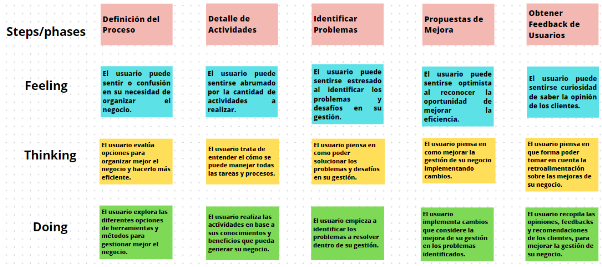 Steps/phases
Definición del
Proceso
Detalle de
Actividades
Identificar
Problemas
Propuestas de
Mejora
Obtener
Feedback de
Usuarios
Feeling
El usuario puede
sentir o confusión
en su necesidad de
organizar el
negocio.
El usuario puede
sentirse abrumado
por la cantidad de
actividades a
realizar.
El usuario puede
sentirse estresado
al identificar los
problemas y
desafíos en su
gestión.
El usuario puede
sentirse optimista
al reconocer la
oportunidad de
mejorar la
eficiencia.
El usuario puede
sentirse curiosidad
de saber la opinión
de los clientes.
Thinking
El usuario evalúa
opciones para
organizar mejor el
negocio y hacerlo más
eficiente.
El usuario trata de
entender el cómo se
puede manejar todas
las tareas y procesos.
El usuario piensa en
como poder
solucionar los
problemas y desafíos
en su gestión.
El usuario piensa en
como mejorar la
gestión de su negocio
implementando
cambios.
El usuario piensa en
que forma poder
tomar en cuenta la
retroalimentación
sobre las mejoras de
su negocio.
Doing
El usuario explora las
diferentes opciones
de herramientas y
métodos para
gestionar mejor el
negocio.
El usuario realiza las
actividades en base a
sus conocimientos y
beneficios que pueda
generar su negocio.
El usuario empieza a
identificar los
problemas a resolver
dentro de su gestión.
El usuario
implementa cambios
que considere la
mejora de su gestión
en los problemas
identificados.
El usuario recopila las
opiniones, feedbacks
y recomendaciones
de los clientes, para
mejorar la gestión de
su negocio.